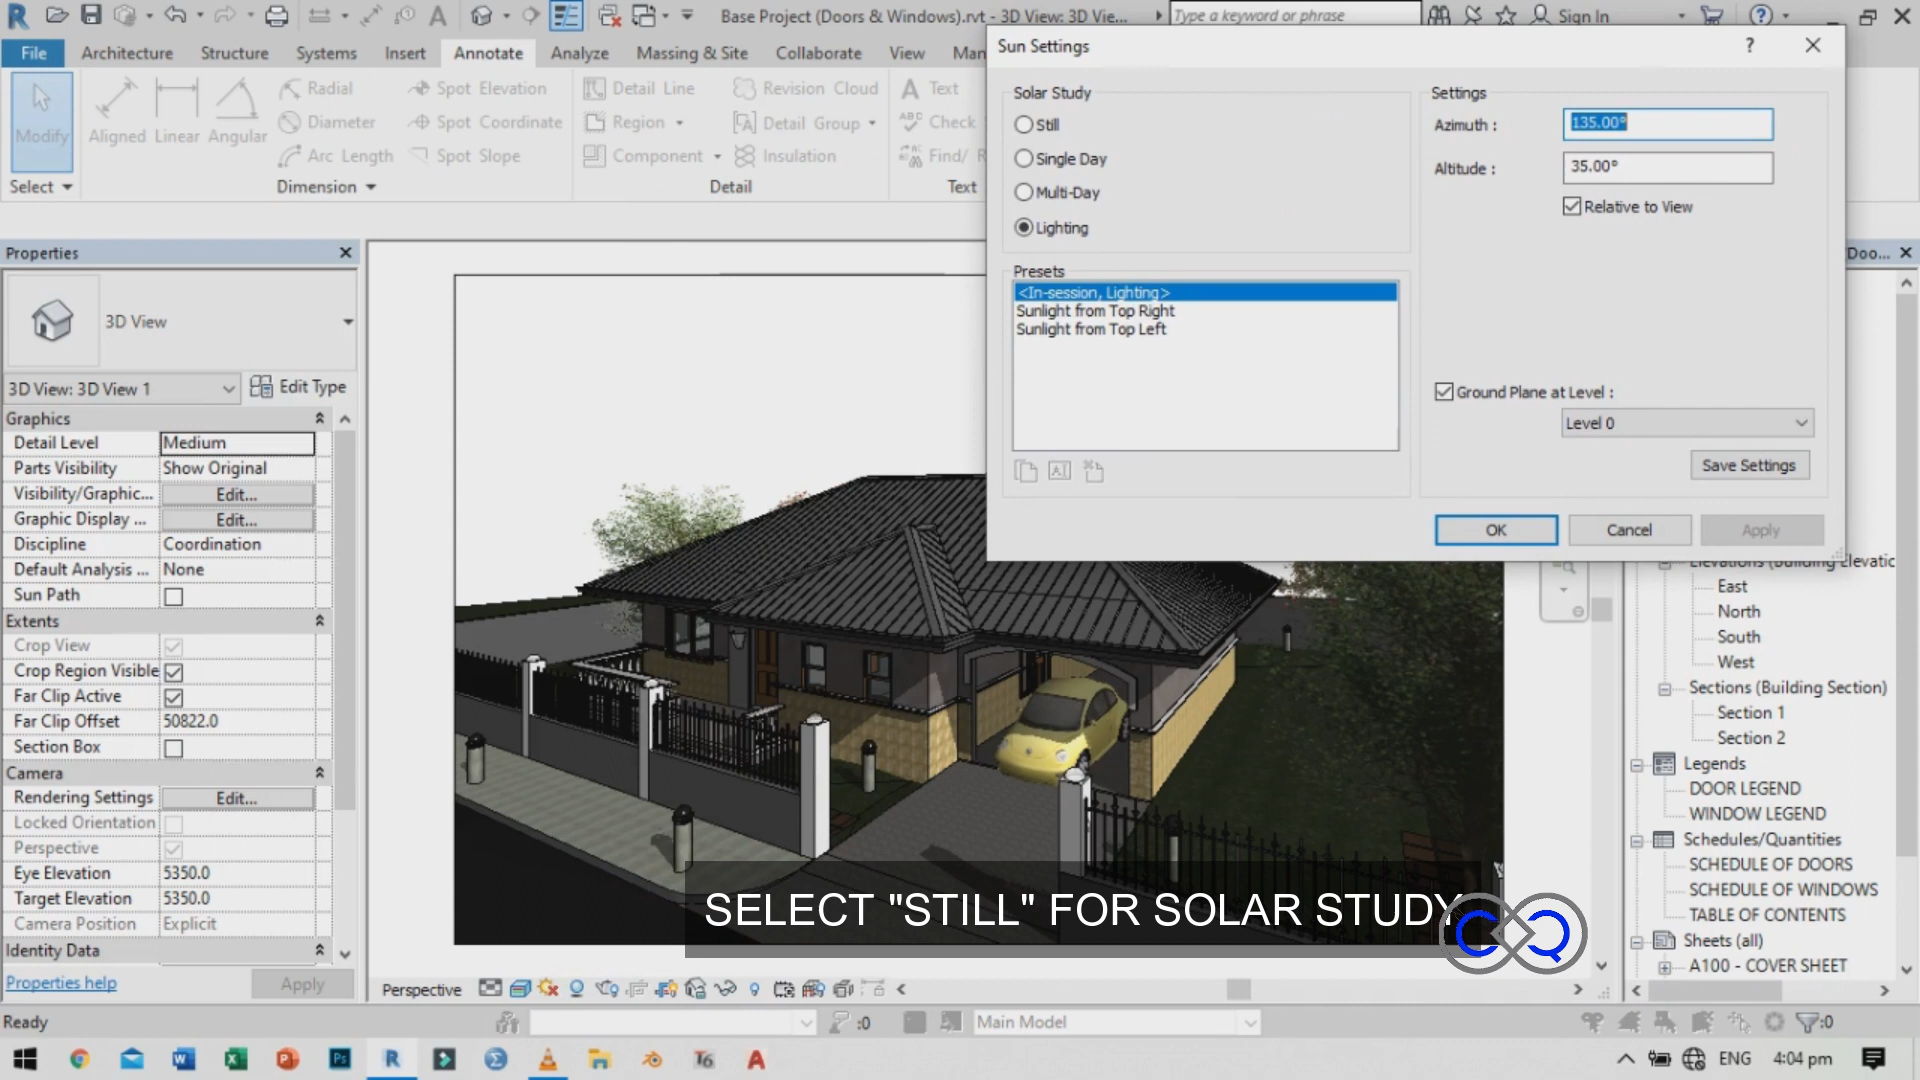 Base Project (Doors & Windows).rvt - 3D View: 3D Vie...
Type a keyword or phrase
Sign In
File
Architecture
Structure
Systems
Insert
Annotate
Analyze
Massing & Site
Collaborate
View
Man
Modify
Aligned
Linear
Angular
Radial
Diameter
Arc Length
Spot Elevation
Spot Coordinate
Spot Slope
Detail Line
Region
Component
Revision Cloud
Detail Group
Insulation
A Text
ABC Check
Find/ R
Select
Dimension
Detail
Text
Sun Settings
Solar Study
Still
Single Day
Multi-Day
Lighting
Presets
<In-session, Lighting>
Sunlight from Top Right
Sunlight from Top Left
Settings
Azimuth : 135.00°
Altitude : 35.00°
Relative to View
Ground Plane at Level :
Level 0
Save Settings
OK
Cancel
Apply
Properties
3D View
3D View: 3D View 1
Edit Type
Graphics
Detail Level Medium
Parts Visibility Show Original
Visibility/Graphic... Edit...
Graphic Display ... Edit...
Discipline Coordination
Default Analysis ... None
Sun Path
Extents
Crop View
Crop Region Visible
Far Clip Active
Far Clip Offset 50822.0
Section Box
Camera
Rendering Settings Edit...
Locked Orientation
Perspective
Eye Elevation 5350.0
Target Elevation 5350.0
Camera Position Explicit
Identity Data
Properties help
Apply
Doo...
Elevations (Building Elevatic
East
North
South
West
Sections (Building Section)
Section 1
Section 2
Legends
DOOR LEGEND
WINDOW LEGEND
Schedules/Quantities
SCHEDULE OF DOORS
SCHEDULE OF WINDOWS
TABLE OF CONTENTS
Sheets (all)
A100 - COVER SHEET
SELECT "STILL" FOR SOLAR STUDY
Perspective
Ready
:0
Main Model
:0
ENG
4:04 pm